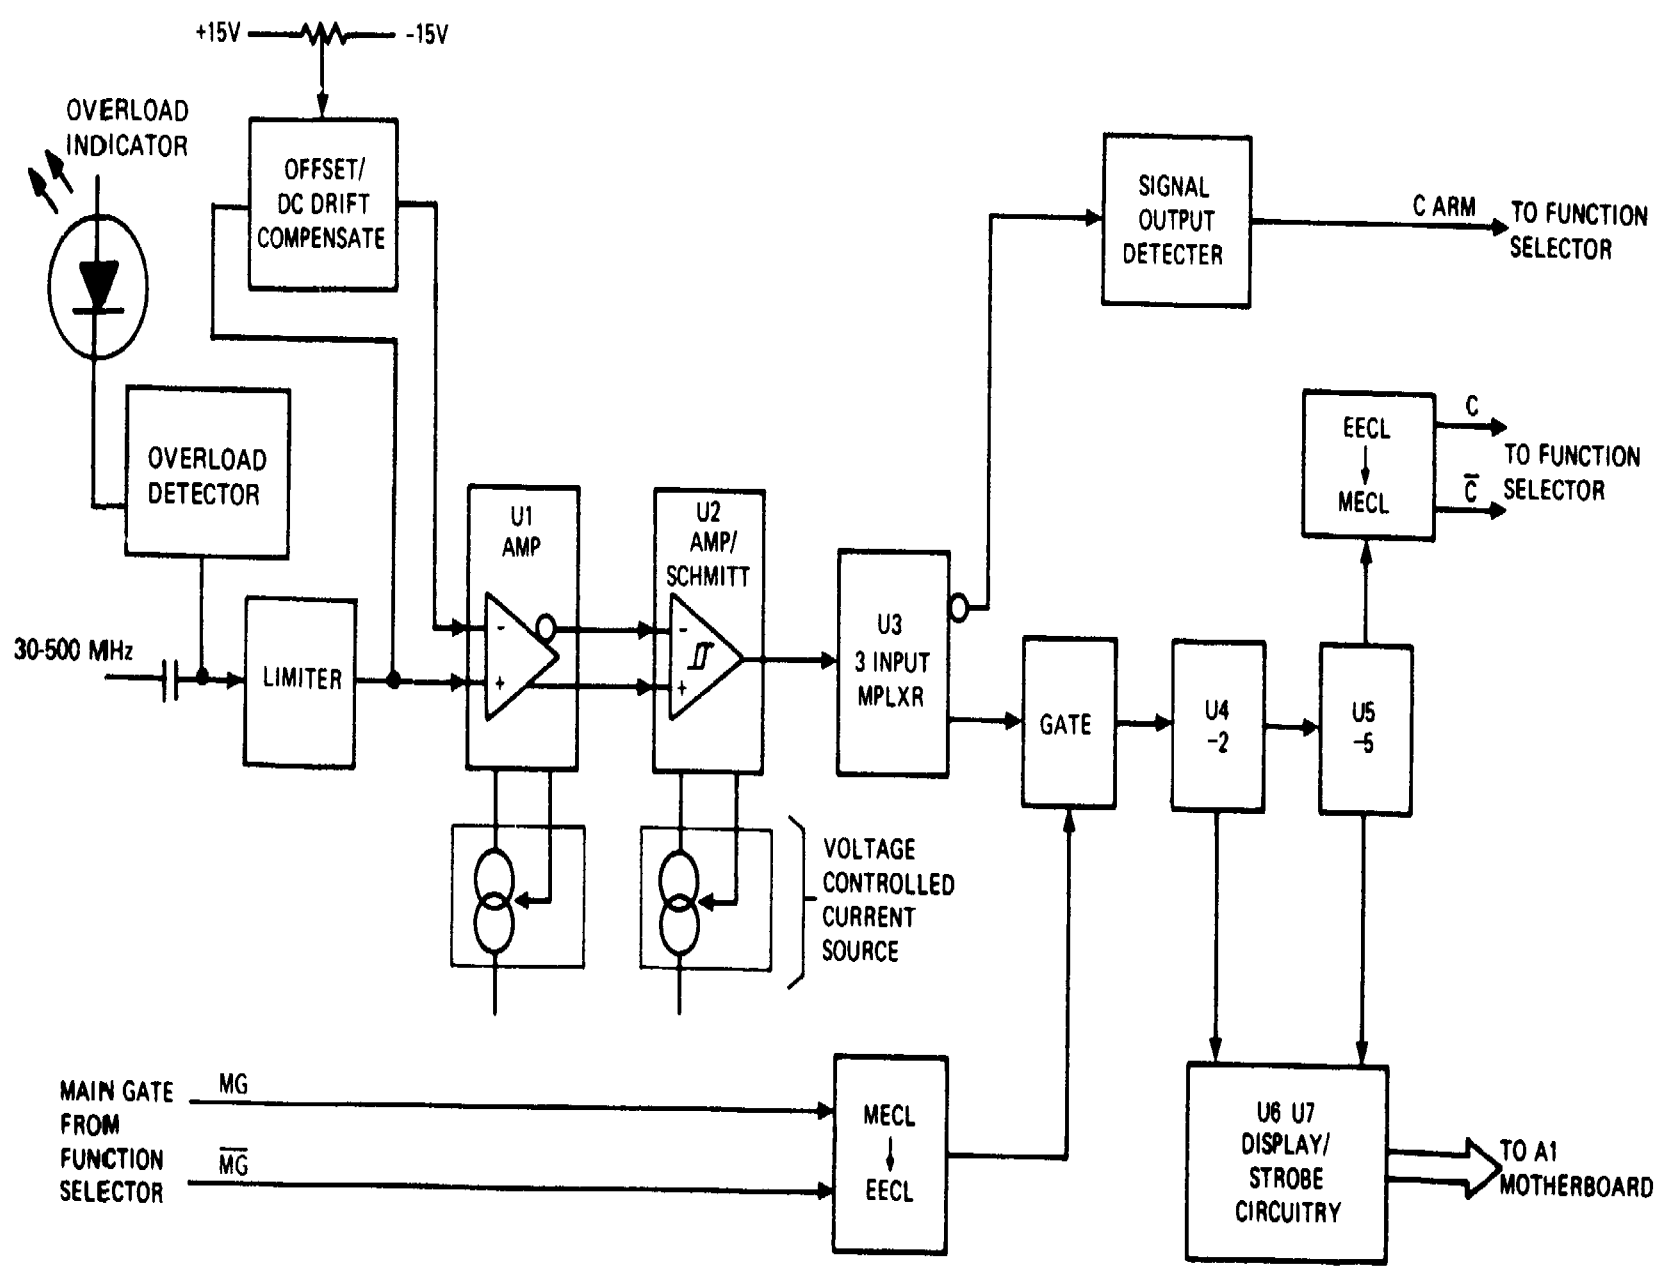 +15V
-15V
OVERLOAD
INDICATOR
OFFSET/
DC DRIFT
COMPENSATE
SIGNAL
OUTPUT
DETECTER
C ARM
TO FUNCTION
SELECTOR
OVERLOAD
DETECTOR
EECL
MECL
C
C̅
TO FUNCTION
SELECTOR
U1
AMP
-
+
U2
AMP/
SCHMITT
-
+
30-500 MHz
LIMITER
U3
3 INPUT
MPLXR
GATE
U4
-2
U5
-5
VOLTAGE
CONTROLLED
CURRENT
SOURCE
MAIN GATE
FROM
FUNCTION
SELECTOR
MG
M̅G̅
MECL
EECL
U6 U7
DISPLAY/
STROBE
CIRCUITRY
TO A1
MOTHERBOARD